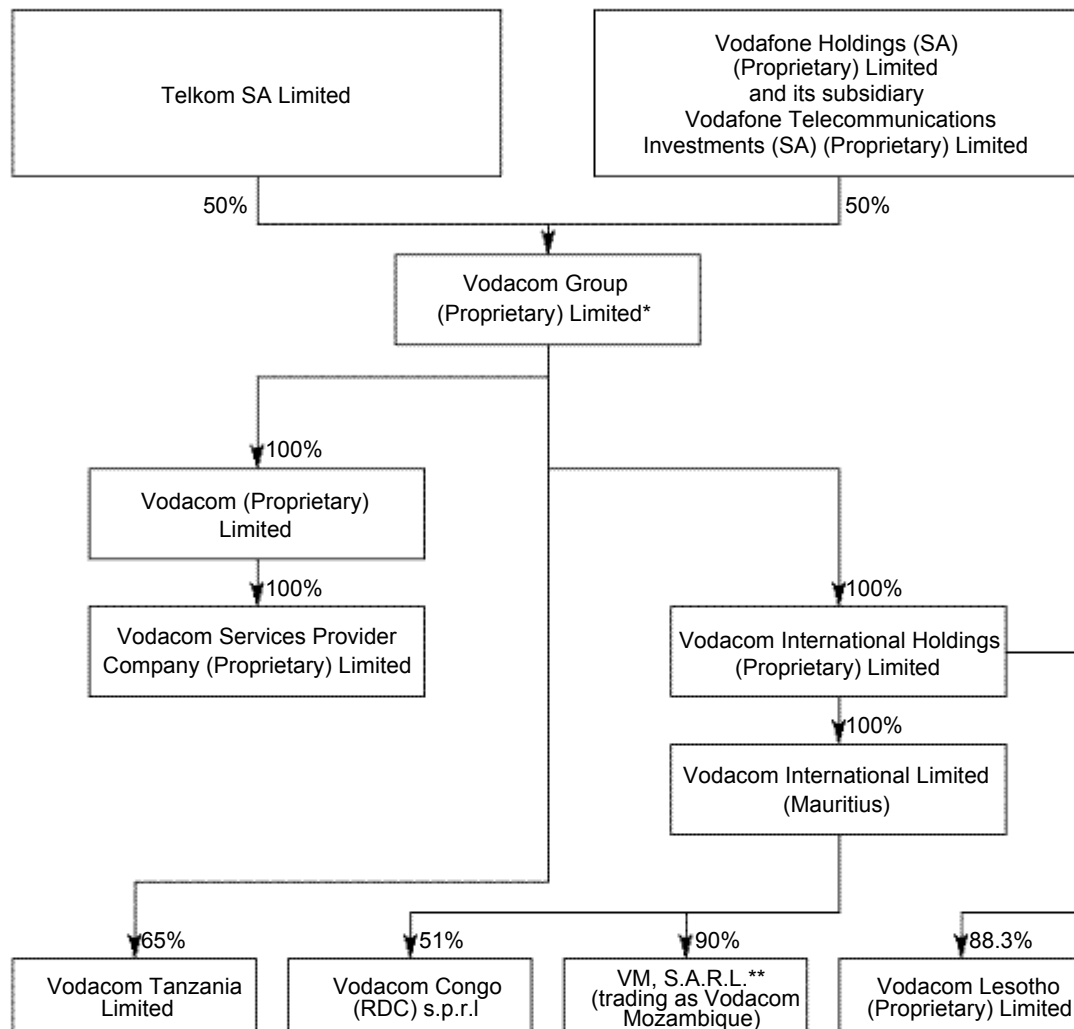 Telkom SA Limited
Vodafone Holdings (SA)
(Proprietary) Limited
and its subsidiary
Vodafone Telecommunications
Investments (SA) (Proprietary) Limited
50%
50%
Vodacom Group
(Proprietary) Limited*
100%
Vodacom (Proprietary)
Limited
100%
Vodacom Services Provider
Company (Proprietary) Limited
100%
Vodacom International Holdings
(Proprietary) Limited
100%
Vodacom International Limited
(Mauritius)
65%
51%
90%
88.3%
Vodacom Tanzania
Limited
Vodacom Congo
(RDC) s.p.r.l
VM, S.A.R.L.**
(trading as Vodacom
Mozambique)
Vodacom Lesotho
(Proprietary) Limited